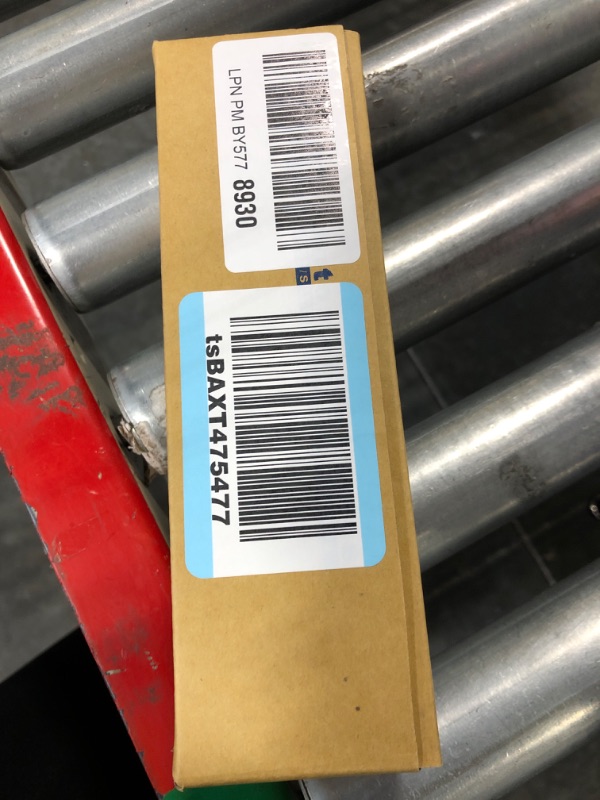 LPN PM BY577 8930
t
/ S
tsBAXT475477